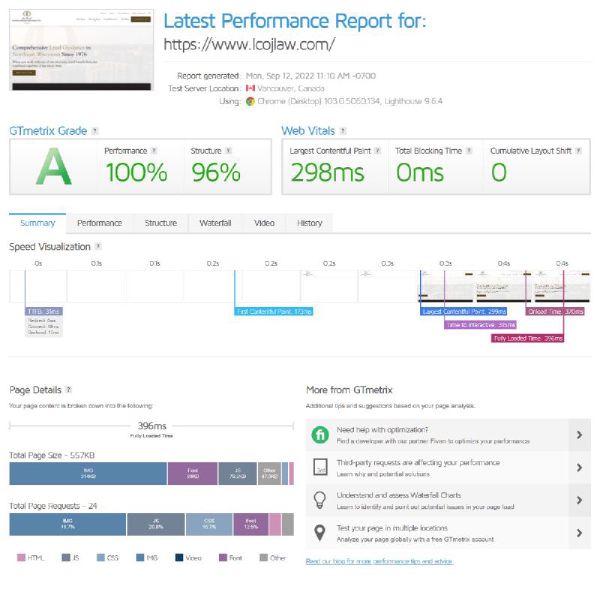 Latest Performance Report for:
https://www.lcojlaw.com/
Comprehensive Legal Guidance in
Northeast Wisconsin Since 1976
Report generated: Mon, Sep 12, 2022 11:10 AM -0700
Test Server Location: Vancouver, Canada
Using: Chrome (Desktop) 103.0.5060.134, Lighthouse 9.6.4
GTmetrix Grade ?
Web Vitals ?
A
Performance ?
Structure ?
Largest Contentful Paint ?
Total Blocking Time ?
Cumulative Layout Shift ?
100%
96%
298ms
0ms
0
Summary Performance Structure Waterfall Video History
Speed Visualization ?
0s 0.1s 0.1s 0.2s 0.2s 0.3s 0.3s 0.4s 0.4s
TTFB: 31ms
First Contentful Paint: 173ms
Largest Contentful Paint: 299ms
Onload Time: 370ms
Time to Interactive: 315ms
Fully Loaded Time: 396ms
Page Details ?
Your page content is broken down into the following:
396ms
Fully Loaded Time
Total Page Size - 557KB
IMG Font JS Other
Total Page Requests - 24
IMG JS CSS Font
20.8% 16.7% 12.5%
HTML JS CSS IMG Video Font Other
More from GTmetrix
Additional tips and suggestions based on your page analysis.
Need help with optimization?
Find a developer with our partner Fiverr to optimize your performance
Third-party requests are affecting your performance
Learn why and potential solutions
Understand and assess Waterfall Charts
Learn to identify and point out potential issues in your page load
Test your page in multiple locations
Analyze your page globally with a free GTmetrix account
Read our blog for more performance tips and advice